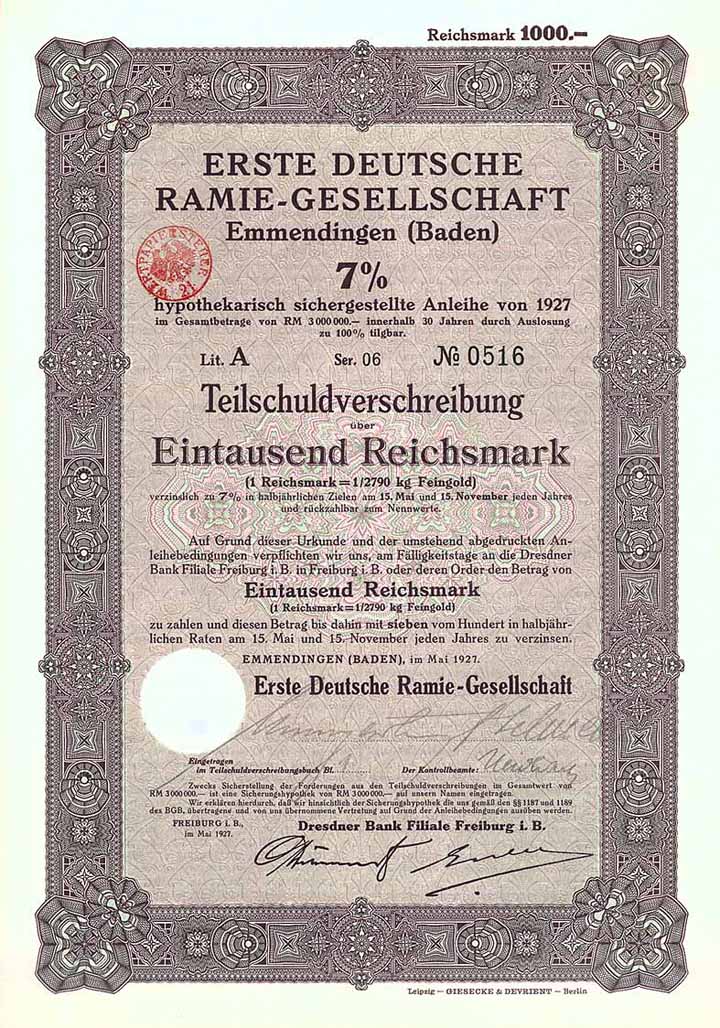 Reichsmark 1000.—
ERSTE DEUTSCHE
RAMIE-GESELLSCHAFT
Emmendingen (Baden)
WERTPAPIERSTEUER
21
7%
hypothekarisch sichergestellte Anleihe von 1927
im Gesamtbetrage von RM 3 000 000.— innerhalb 30 Jahren durch Auslosung
zu 100% tilgbar.
Lit. A Ser. 06 № 0516
Teilschuldverschreibung
über
Eintausend Reichsmark
(1 Reichsmark = 1/2790 kg Feingold)
verzinslich zu 7% in halbjährlichen Zielen am 15. Mai und 15. November jeden Jahres
und rückzahlbar zum Nennwerte.
Auf Grund dieser Urkunde und der umstehend abgedruckten An-
leihebedingungen verpflichten wir uns, am Fälligkeitstage an die Dresdner
Bank Filiale Freiburg i. B. in Freiburg i. B. oder deren Order den Betrag von
Eintausend Reichsmark
(1 Reichsmark = 1/2790 kg Feingold)
zu zahlen und diesen Betrag bis dahin mit sieben vom Hundert in halbjähr-
lichen Raten am 15. Mai und 15. November jeden Jahres zu verzinsen.
EMMENDINGEN (BADEN), im Mai 1927.
Erste Deutsche Ramie-Gesellschaft
Eingetragen
im Teilschuldverschreibungsbuch Bl. Der Kontrollbeamte:
Zwecks Sicherstellung der Forderungen aus den Teilschuldverschreibungen im Gesamtwert von
RM 3 000 000.— ist eine Sicherungshypothek von RM 3 000 000.— auf unseren Namen eingetragen.
Wir erklären hierdurch, daß wir hinsichtlich der Sicherungshypothek die uns gemäß den §§ 1187 und 1189
des BGB. übertragene und von uns übernommene Vertretung auf Grund der Anleihebedingungen ausüben werden.
FREIBURG i. B.,
im Mai 1927.
Dresdner Bank Filiale Freiburg i. B.
Leipzig — GIESECKE & DEVRIENT — Berlin